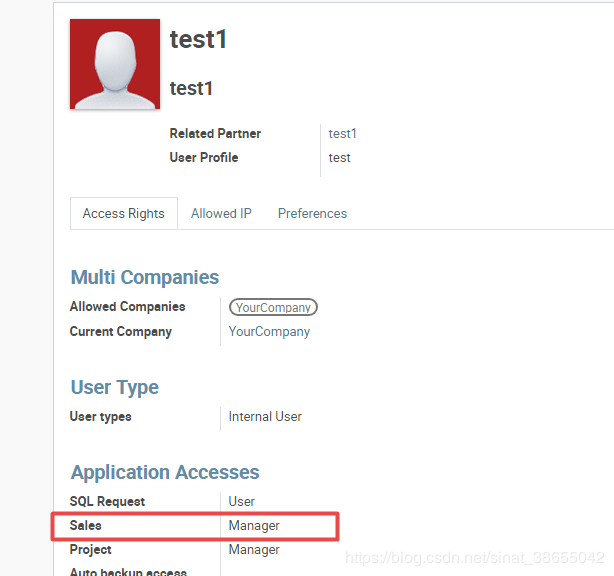 test1
test1
Related Partner test1
User Profile test
Access Rights Allowed IP Preferences
Multi Companies
Allowed Companies YourCompany
Current Company YourCompany
User Type
User types Internal User
Application Accesses
SQL Request User
Sales Manager
Project Manager
Auto backup access
https://blog.csdn.net/sinat_38655042